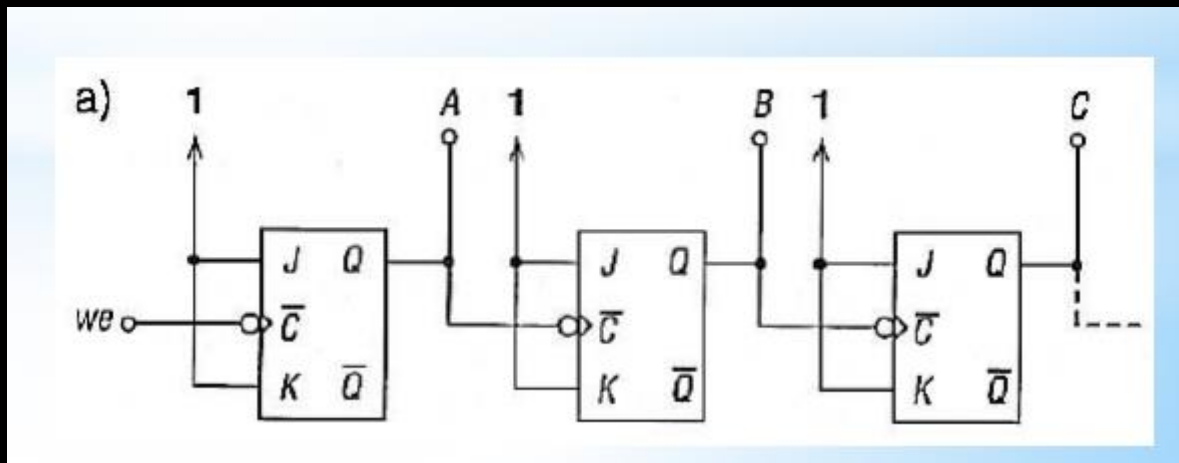 a) 1 A 1 B 1 C
J Q J Q J Q
we C̅ C̅ C̅
K Q̅ K Q̅ K Q̅